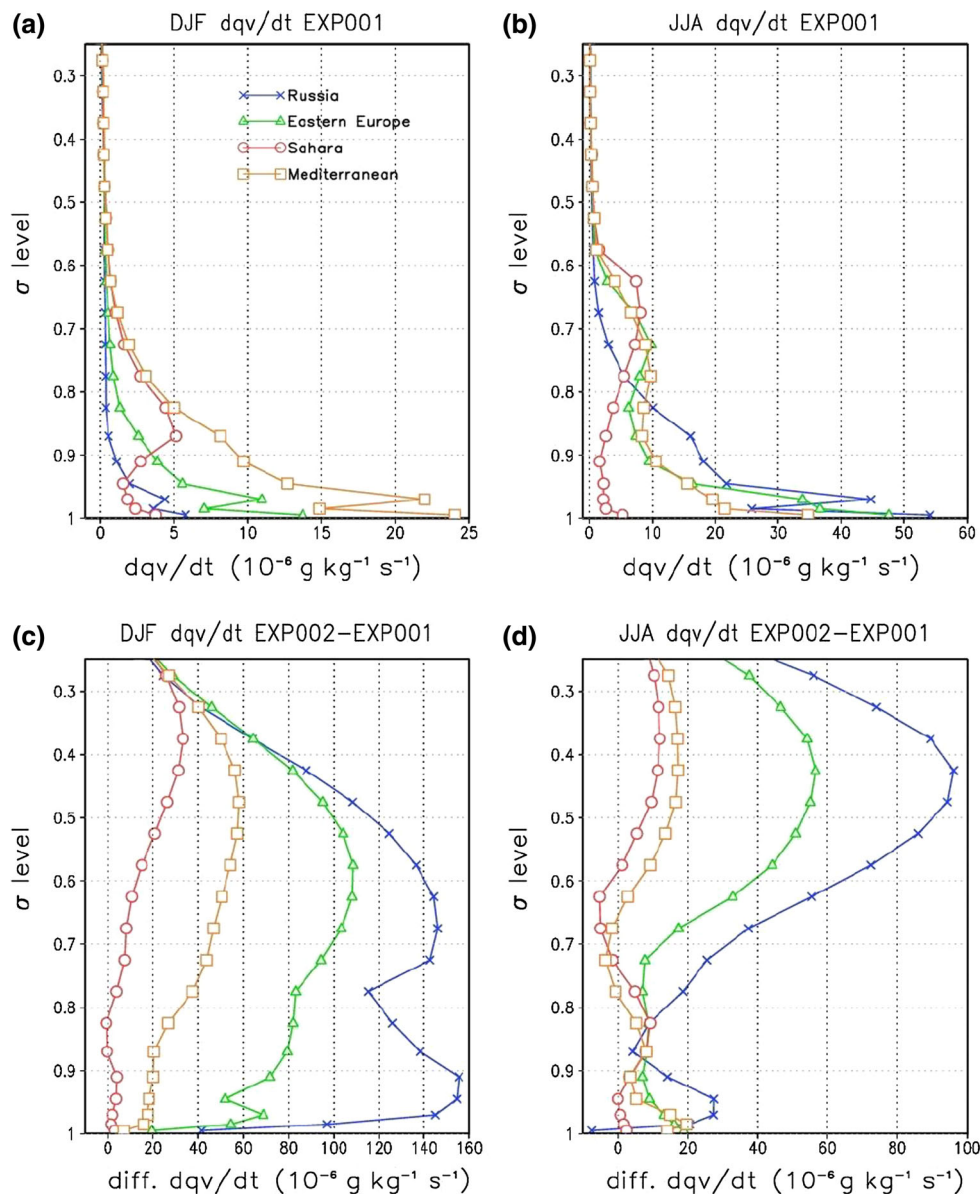 (a) DJF dqv/dt EXP001
σ level
0.3
0.4
0.5
0.6
0.7
0.8
0.9
1
Russia
Eastern Europe
Sahara
Mediterranean
0 5 10 15 20 25
dqv/dt (10⁻⁶ g kg⁻¹ s⁻¹)
(b) JJA dqv/dt EXP001
σ level
0.3
0.4
0.5
0.6
0.7
0.8
0.9
1
0 10 20 30 40 50 60
dqv/dt (10⁻⁶ g kg⁻¹ s⁻¹)
(c) DJF dqv/dt EXP002−EXP001
σ level
0.3
0.4
0.5
0.6
0.7
0.8
0.9
1
0 20 40 60 80 100 120 140 160
diff. dqv/dt (10⁻⁶ g kg⁻¹ s⁻¹)
(d) JJA dqv/dt EXP002−EXP001
σ level
0.3
0.4
0.5
0.6
0.7
0.8
0.9
1
0 20 40 60 80 100
diff. dqv/dt (10⁻⁶ g kg⁻¹ s⁻¹)